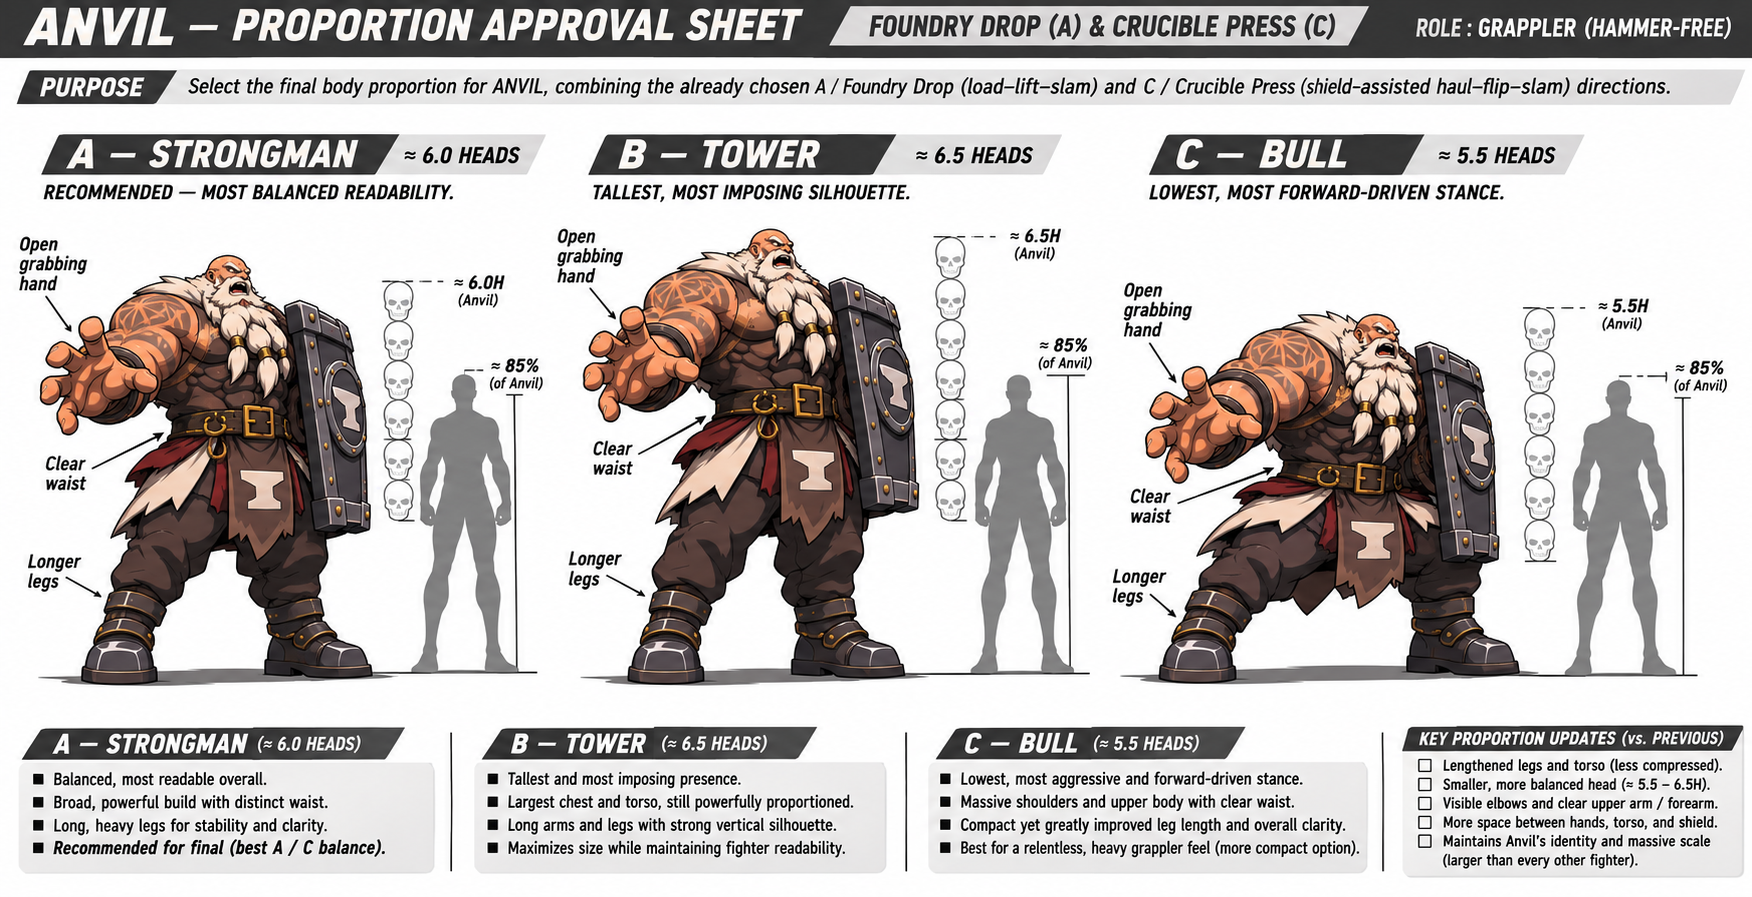 ANVIL — PROPORTION APPROVAL SHEET
FOUNDRY DROP (A) & CRUCIBLE PRESS (C)
ROLE : GRAPPLER (HAMMER-FREE)
PURPOSE
Select the final body proportion for ANVIL, combining the already chosen A / Foundry Drop (load–lift–slam) and C / Crucible Press (shield-assisted haul–flip–slam) directions.
A — STRONGMAN
≈ 6.0 HEADS
RECOMMENDED — MOST BALANCED READABILITY.
Open
grabbing
hand
≈ 6.0H
(Anvil)
≈ 85%
(of Anvil)
Clear
waist
Longer
legs
B — TOWER
≈ 6.5 HEADS
TALLEST, MOST IMPOSING SILHOUETTE.
Open
grabbing
hand
≈ 6.5H
(Anvil)
≈ 85%
(of Anvil)
Clear
waist
Longer
legs
C — BULL
≈ 5.5 HEADS
LOWEST, MOST FORWARD-DRIVEN STANCE.
Open
grabbing
hand
≈ 5.5H
(Anvil)
≈ 85%
(of Anvil)
Clear
waist
Longer
legs
A — STRONGMAN (≈ 6.0 HEADS)
■ Balanced, most readable overall.
■ Broad, powerful build with distinct waist.
■ Long, heavy legs for stability and clarity.
■ Recommended for final (best A / C balance).
B — TOWER (≈ 6.5 HEADS)
■ Tallest and most imposing presence.
■ Largest chest and torso, still powerfully proportioned.
■ Long arms and legs with strong vertical silhouette.
■ Maximizes size while maintaining fighter readability.
C — BULL (≈ 5.5 HEADS)
■ Lowest, most aggressive and forward-driven stance.
■ Massive shoulders and upper body with clear waist.
■ Compact yet greatly improved leg length and overall clarity.
■ Best for a relentless, heavy grappler feel (more compact option).
KEY PROPORTION UPDATES (vs. PREVIOUS)
☐ Lengthened legs and torso (less compressed).
☐ Smaller, more balanced head (≈ 5.5 – 6.5H).
☐ Visible elbows and clear upper arm / forearm.
☐ More space between hands, torso, and shield.
☐ Maintains Anvil's identity and massive scale
(larger than every other fighter).